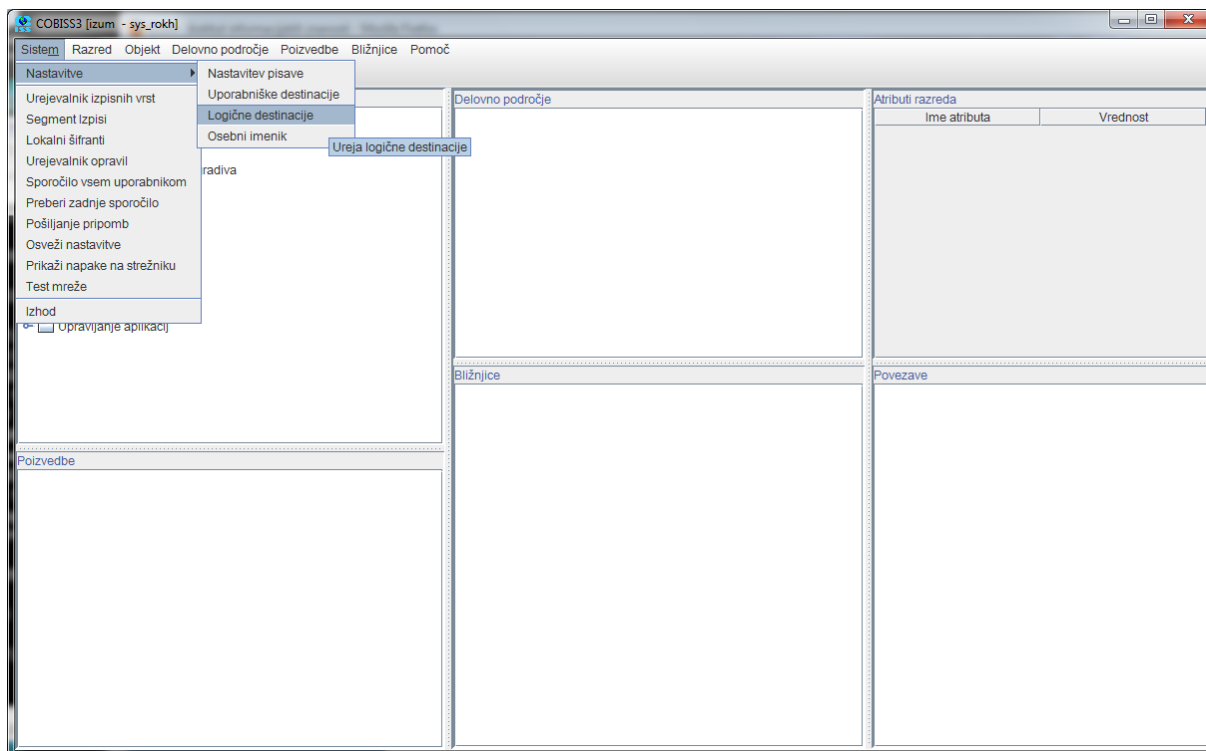 COBISS3 [izum - sys_rokh]
Sistem Razred Objekt Delovno področje Poizvedbe Bližnjice Pomoč
Nastavitve
Urejevalnik izpisnih vrst
Segment Izpisi
Lokalni šifranti
Urejevalnik opravil
Sporočilo vsem uporabnikom
Preberi zadnje sporočilo
Pošiljanje pripomb
Osveži nastavitve
Prikaži napake na strežniku
Test mreže
Izhod
Nastavitev pisave
Uporabniške destinacije
Logične destinacije
Osebni imenik
Ureja logične destinacije
radiva
Upravljanje aplikacij
Poizvedbe
Delovno področje
Bližnjice
Atributi razreda
Ime atributa Vrednost
Povezave